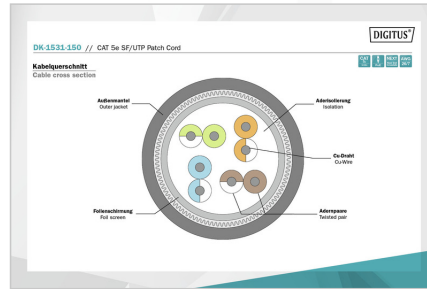 DIGITUS®
DK-1531-150 // CAT 5e SF/UTP Patch Cord
Kabelquerschnitt
Cable cross section
Außenmantel
Outer jacket
Aderisolierung
Isolation
Cu-Draht
Cu-Wire
Folienschirmung
Foil screen
Adernpaare
Twisted pair